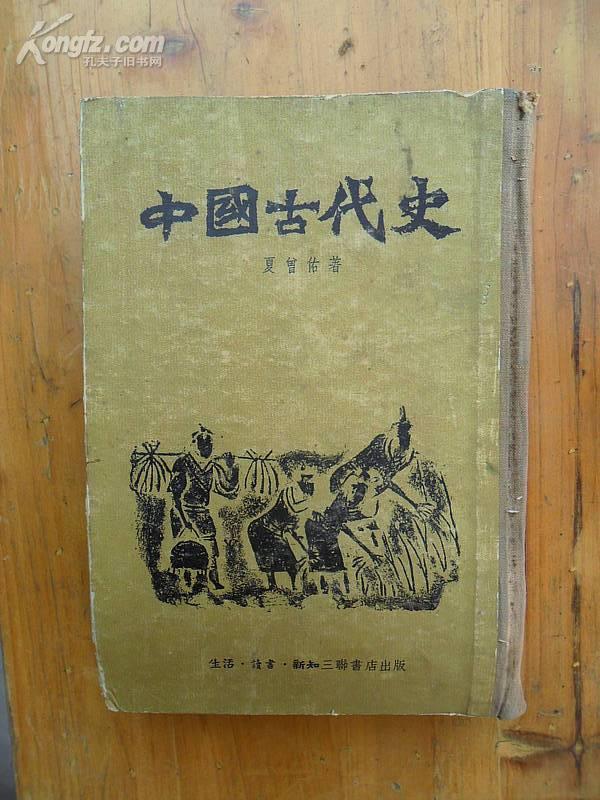 Kongfz.com
孔夫子旧书网
中國古代史
夏曾佑著
生活·讀書·新知三聯書店出版